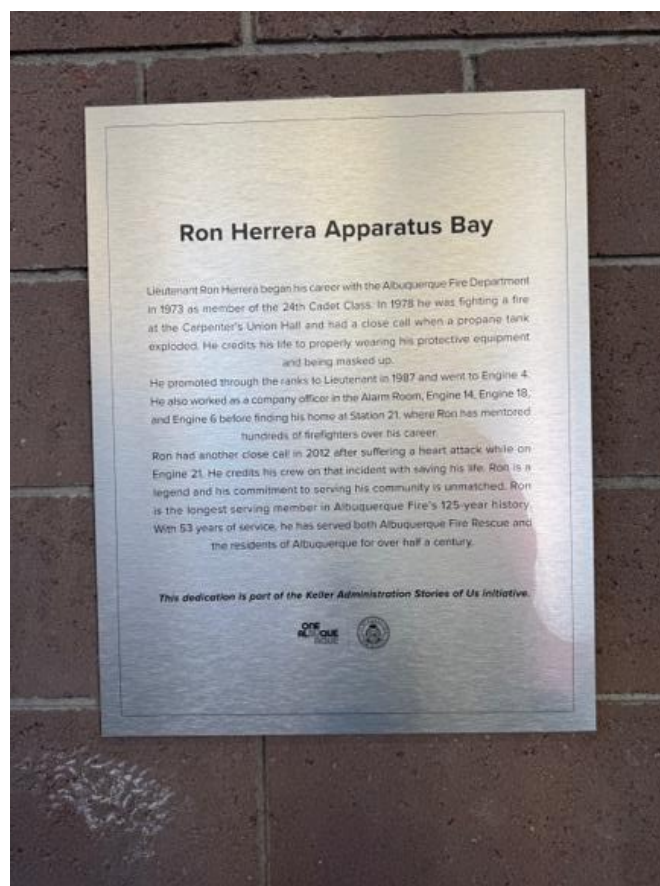 Ron Herrera Apparatus Bay
Lieutenant Ron Herrera began his career with the Albuquerque Fire Department
in 1973 as member of the 24th Cadet Class. In 1978 he was fighting a fire
at the Carpenter's Union Hall and had a close call when a propane tank
exploded. He credits his life to properly wearing his protective equipment
and being masked up.
He promoted through the ranks to Lieutenant in 1987 and went to Engine 4.
He also worked as a company officer in the Alarm Room, Engine 14, Engine 18,
and Engine 6 before finding his home at Station 21, where Ron has mentored
hundreds of firefighters over his career.
Ron had another close call in 2012 after suffering a heart attack while on
Engine 21. He credits his crew on that incident with saving his life. Ron is a
legend and his commitment to serving his community is unmatched. Ron
is the longest serving member in Albuquerque Fire's 125-year history.
With 53 years of service, he has served both Albuquerque Fire Rescue and
the residents of Albuquerque for over half a century.
This dedication is part of the Keller Administration Stories of Us initiative.
ONE
ALBUQUE
RQUE